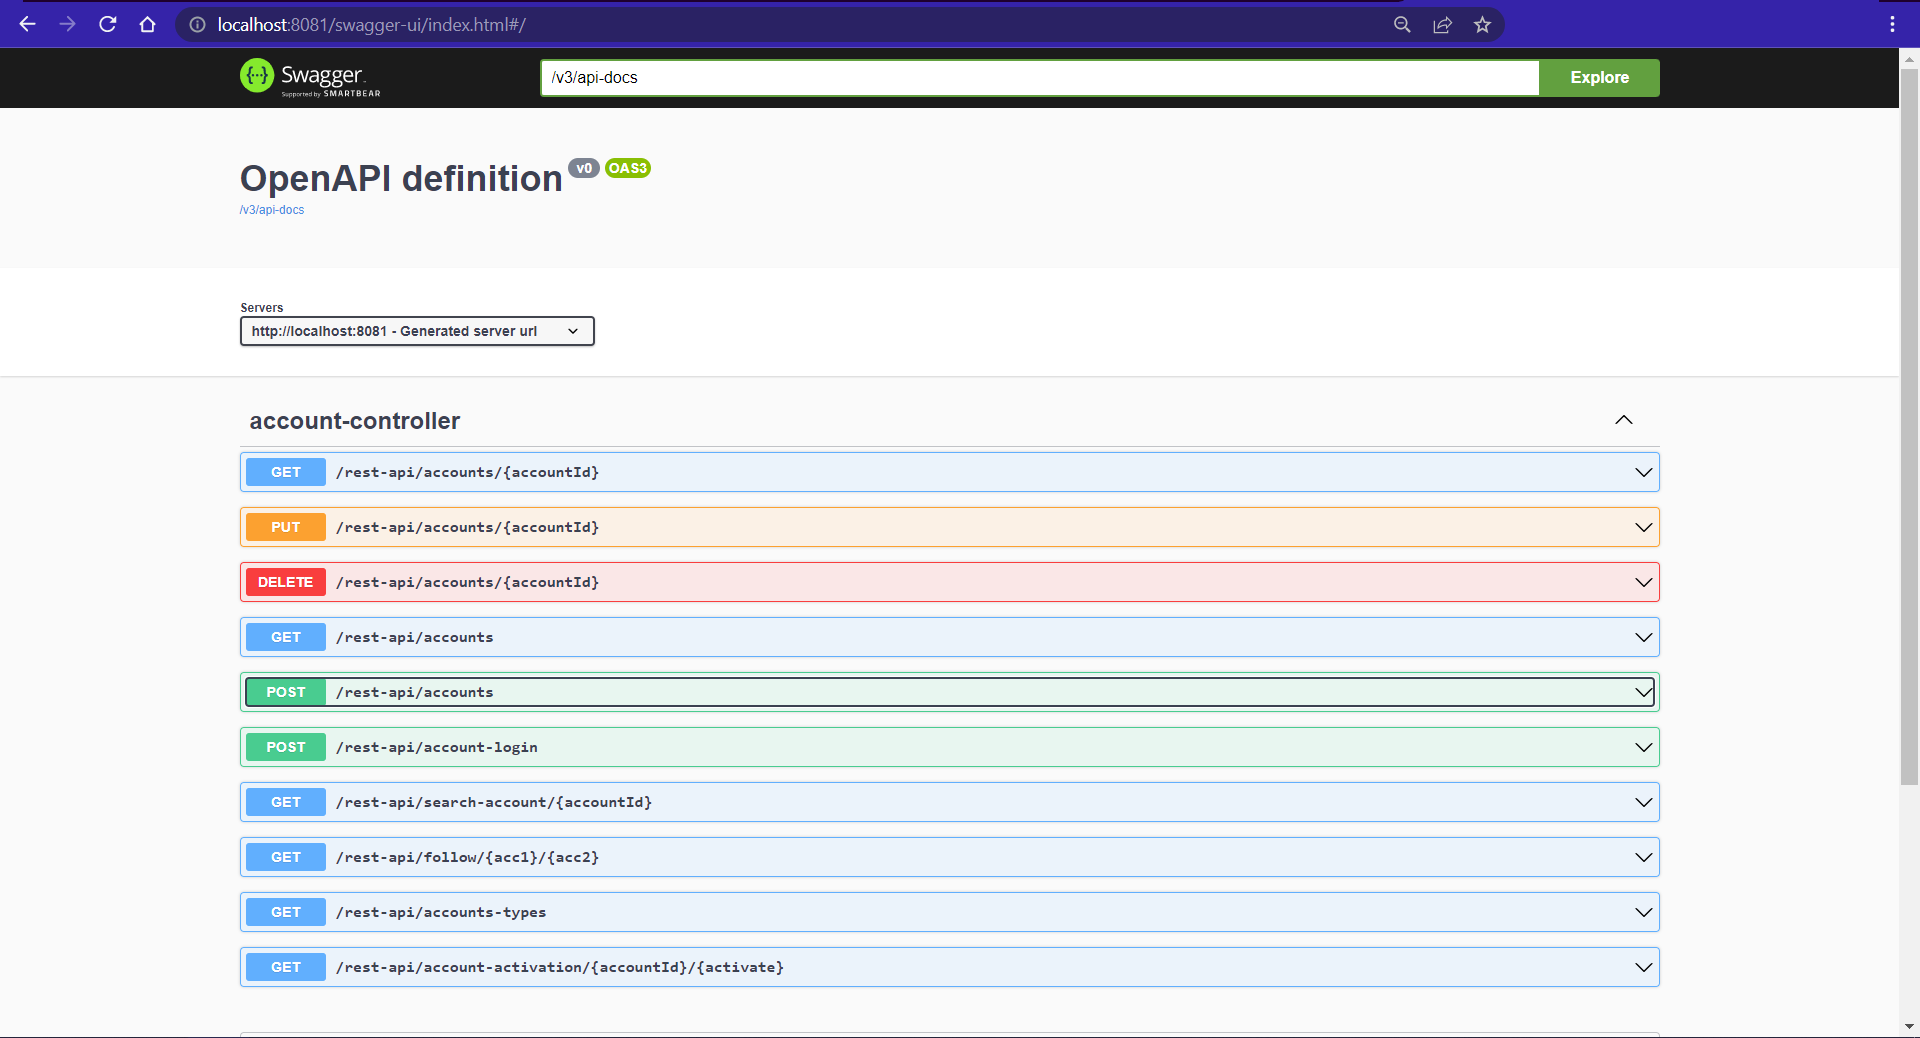 localhost:8081/swagger-ui/index.html#/
{···} Swagger
Supported by SMARTBEAR
/v3/api-docs
Explore
OpenAPI definition v0 OAS3
/v3/api-docs
Servers
http://localhost:8081 - Generated server url
account-controller
GET /rest-api/accounts/{accountId}
PUT /rest-api/accounts/{accountId}
DELETE /rest-api/accounts/{accountId}
GET /rest-api/accounts
POST /rest-api/accounts
POST /rest-api/account-login
GET /rest-api/search-account/{accountId}
GET /rest-api/follow/{acc1}/{acc2}
GET /rest-api/accounts-types
GET /rest-api/account-activation/{accountId}/{activate}